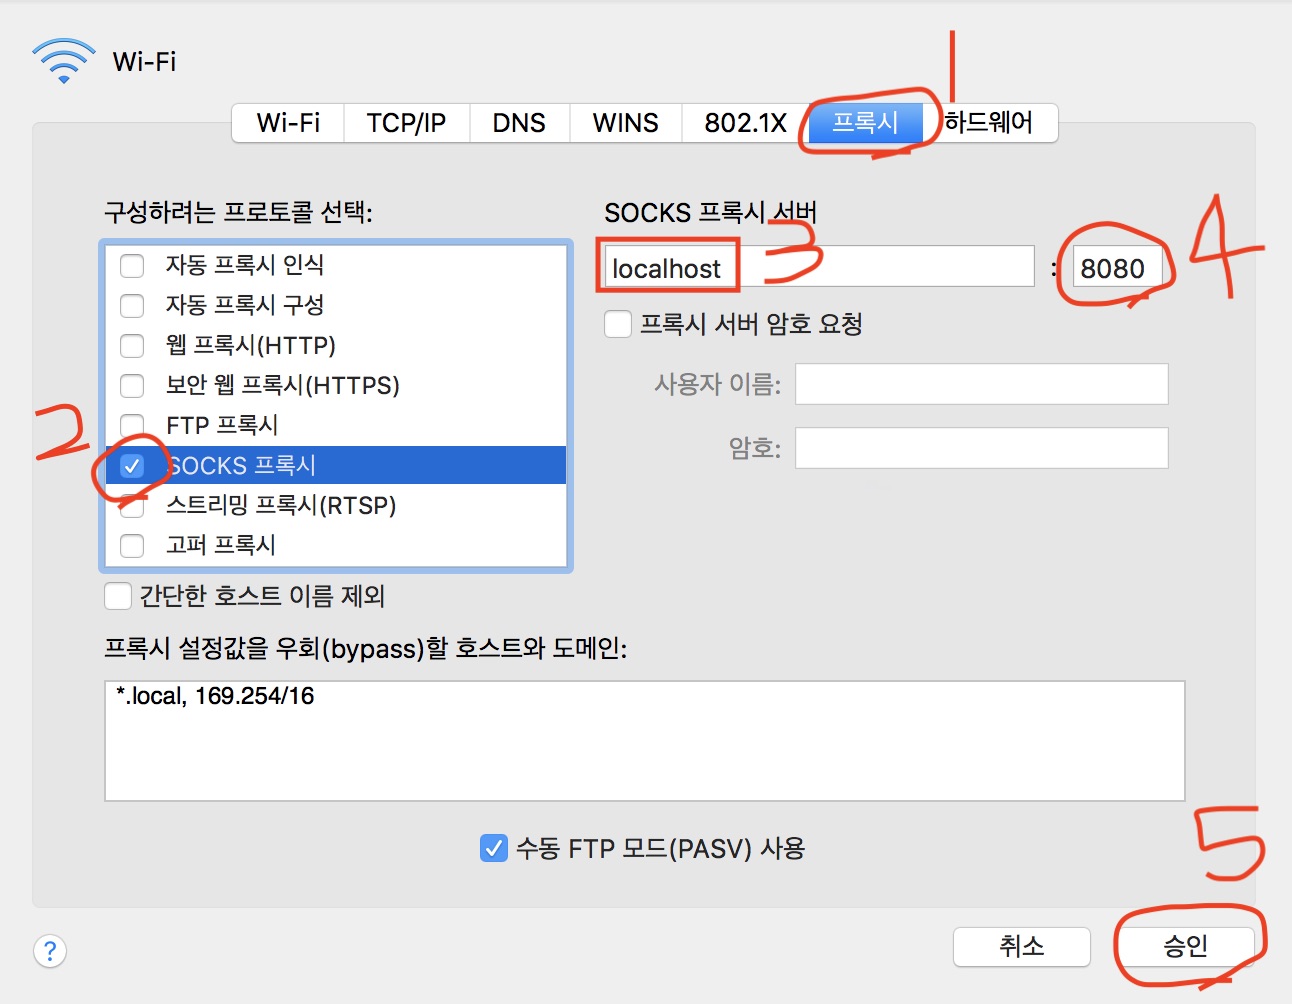 Wi-Fi
1
Wi-Fi TCP/IP DNS WINS 802.1X 프록시 하드웨어
구성하려는 프로토콜 선택:
자동 프록시 인식
자동 프록시 구성
웹 프록시(HTTP)
보안 웹 프록시(HTTPS)
FTP 프록시
2
SOCKS 프록시
스트리밍 프록시(RTSP)
고퍼 프록시
SOCKS 프록시 서버
localhost 3 : 8080 4
프록시 서버 암호 요청
사용자 이름:
암호:
간단한 호스트 이름 제외
프록시 설정값을 우회(bypass)할 호스트와 도메인:
*.local, 169.254/16
수동 FTP 모드(PASV) 사용
5
? 취소 승인